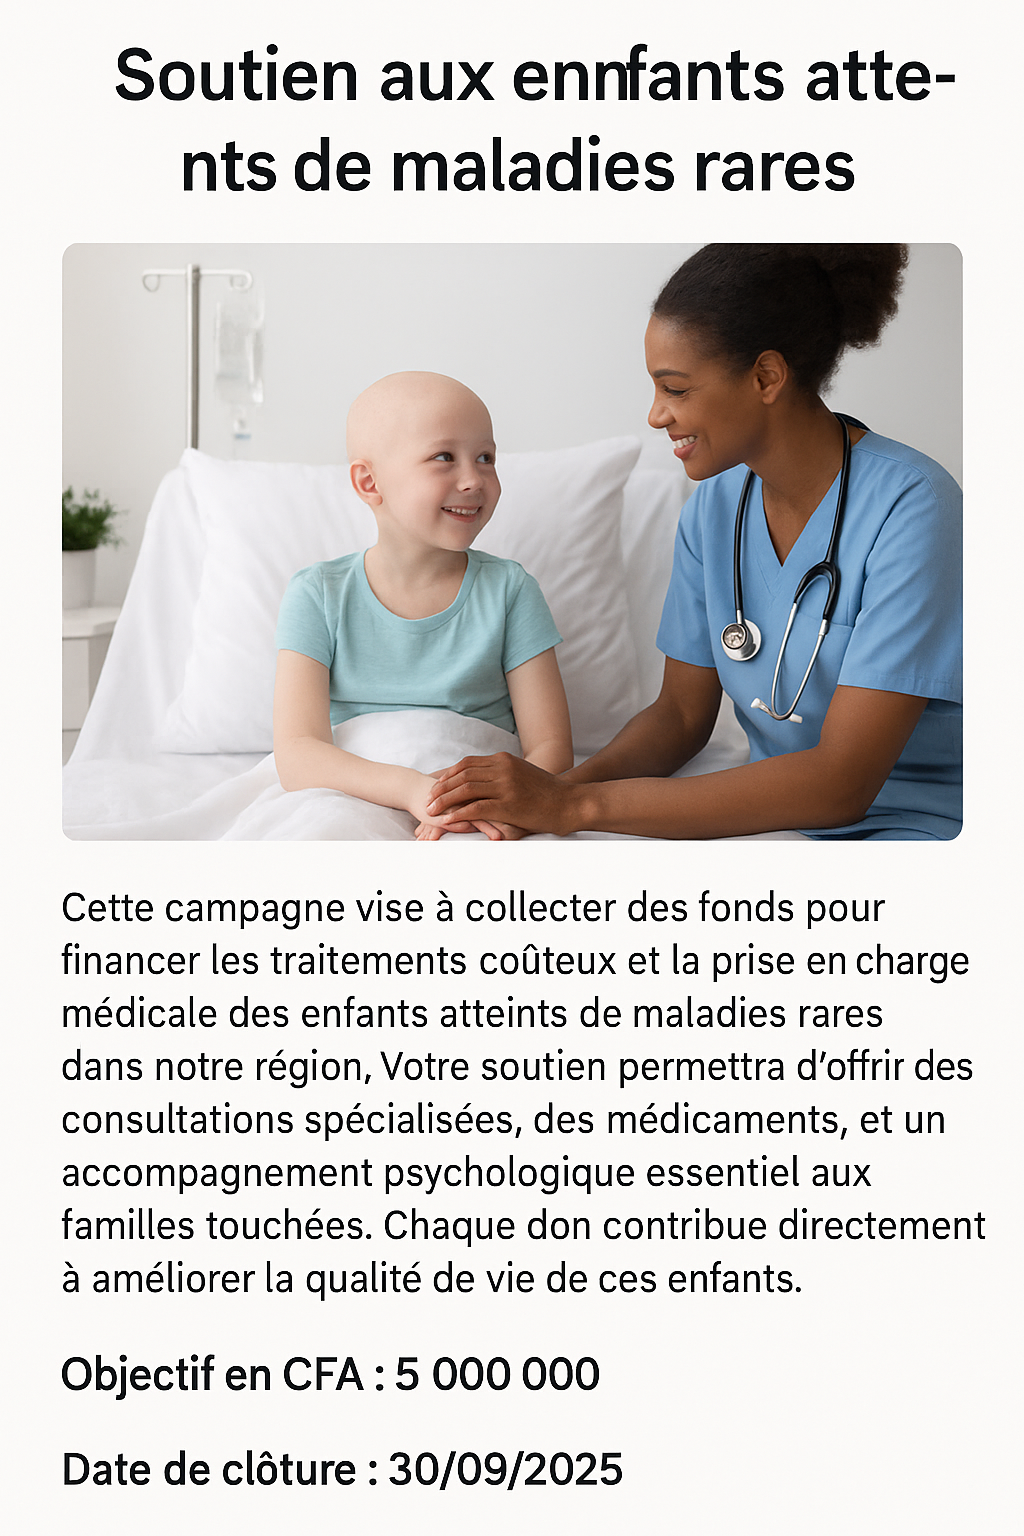 Soutien aux ennfants atte-
nts de maladies rares
Cette campagne vise à collecter des fonds pour
financer les traitements coûteux et la prise en charge
médicale des enfants atteints de maladies rares
dans notre région, Votre soutien permettra d’offrir des
consultations spécialisées, des médicaments, et un
accompagnement psychologique essentiel aux
familles touchées. Chaque don contribue directement
à améliorer la qualité de vie de ces enfants.
Objectif en CFA : 5 000 000
Date de clôture : 30/09/2025